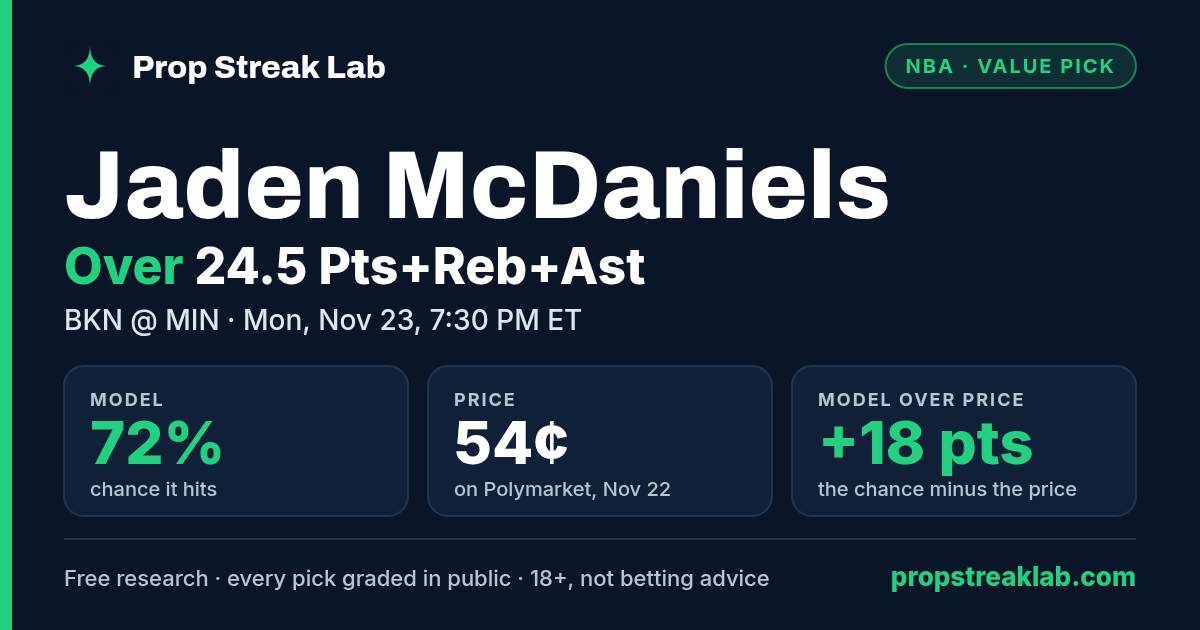 Prop Streak Lab
NBA · VALUE PICK
Jaden McDaniels
Over 24.5 Pts+Reb+Ast
BKN @ MIN · Mon, Nov 23, 7:30 PM ET
MODEL
72%
chance it hits
PRICE
54¢
on Polymarket, Nov 22
MODEL OVER PRICE
+18 pts
the chance minus the price
Free research · every pick graded in public · 18+, not betting advice
propstreaklab.com